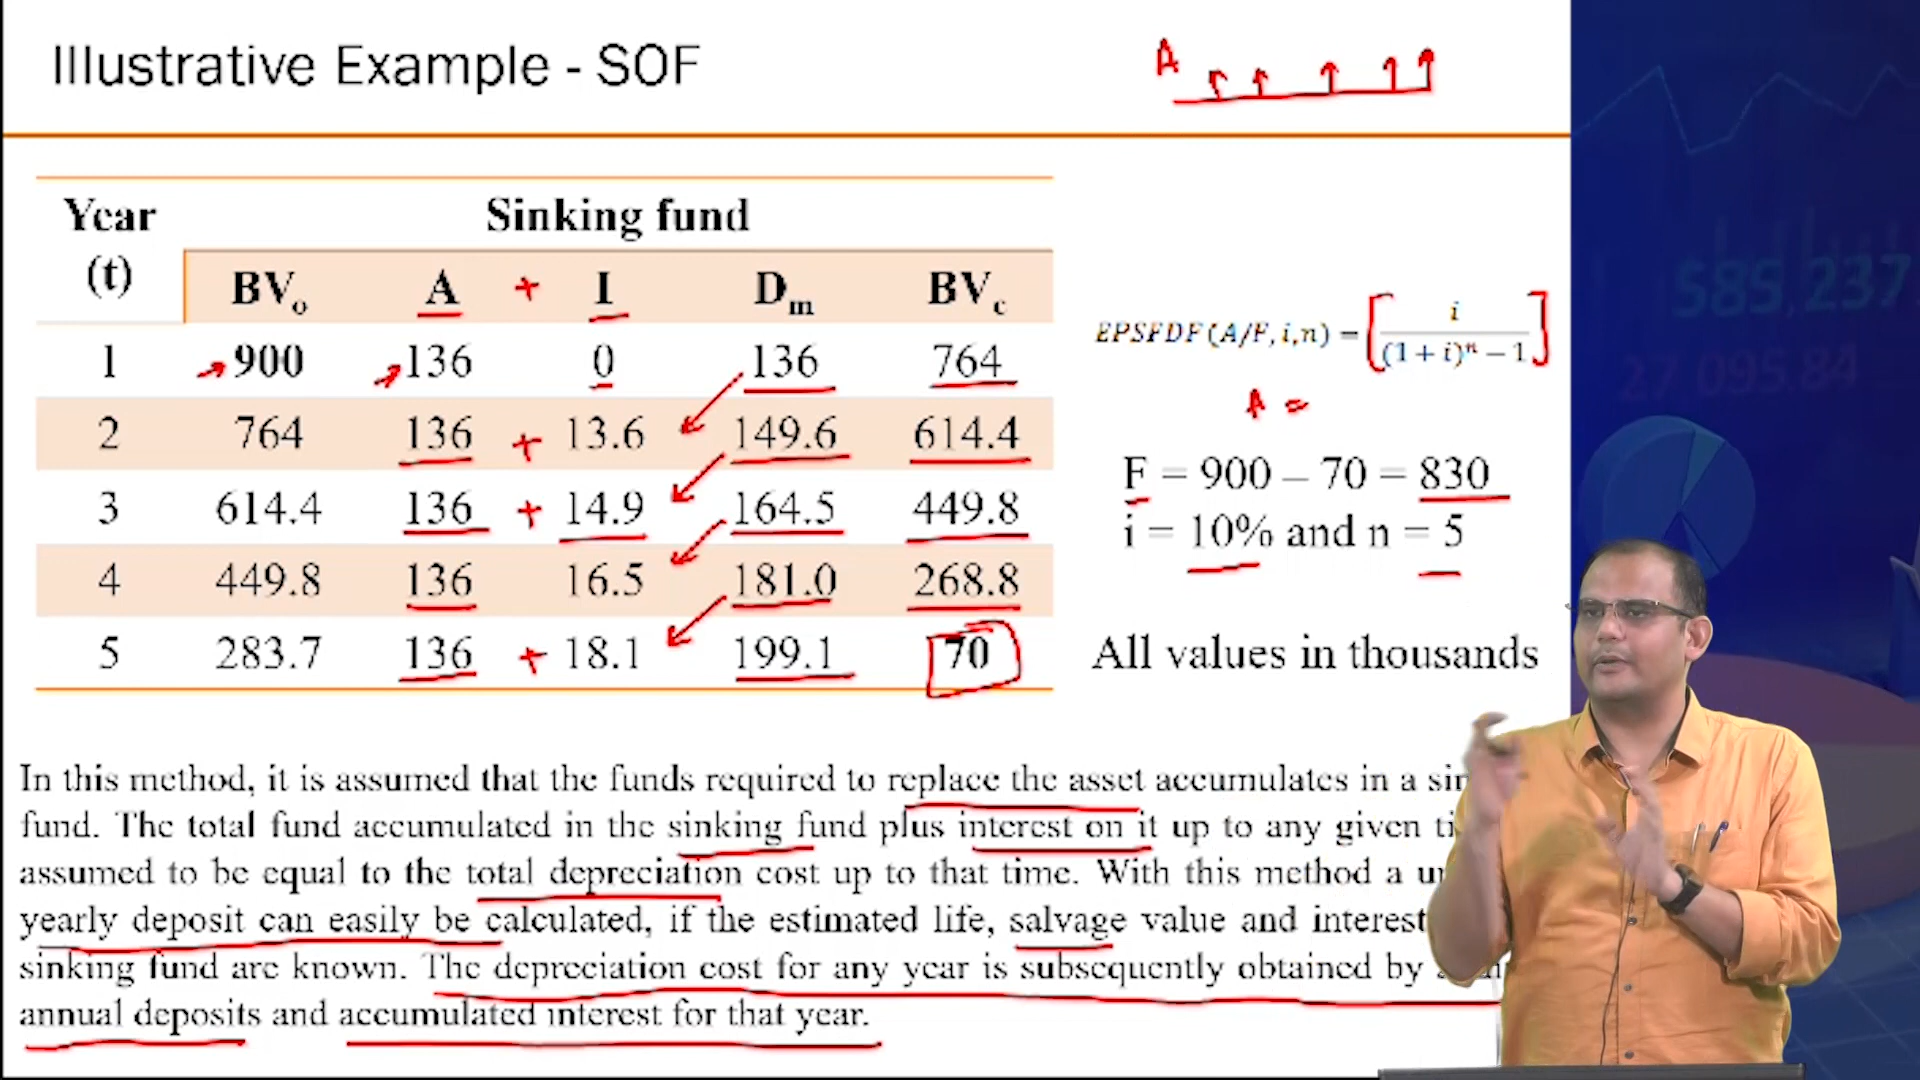 Illustrative Example - SOF
A
Year (t) Sinking fund
BVo A + I Dm BVc
1 900 136 0 136 764
2 764 136 + 13.6 149.6 614.4
3 614.4 136 + 14.9 164.5 449.8
4 449.8 136 16.5 181.0 268.8
5 283.7 136 + 18.1 199.1 70
EPSFDF(A/F, i,n) = [i / (1 + i)^n − 1]
A =
F = 900 – 70 = 830
i = 10% and n = 5
All values in thousands
585,237
27,095.84
In this method, it is assumed that the funds required to replace the asset accumulates in a
fund. The total fund accumulated in the sinking fund plus interest on it up to any given
assumed to be equal to the total depreciation cost up to that time. With this method a
yearly deposit can easily be calculated, if the estimated life, salvage value and interest
sinking fund are known. The depreciation cost for any year is subsequently obtained by
annual deposits and accumulated interest for that year.